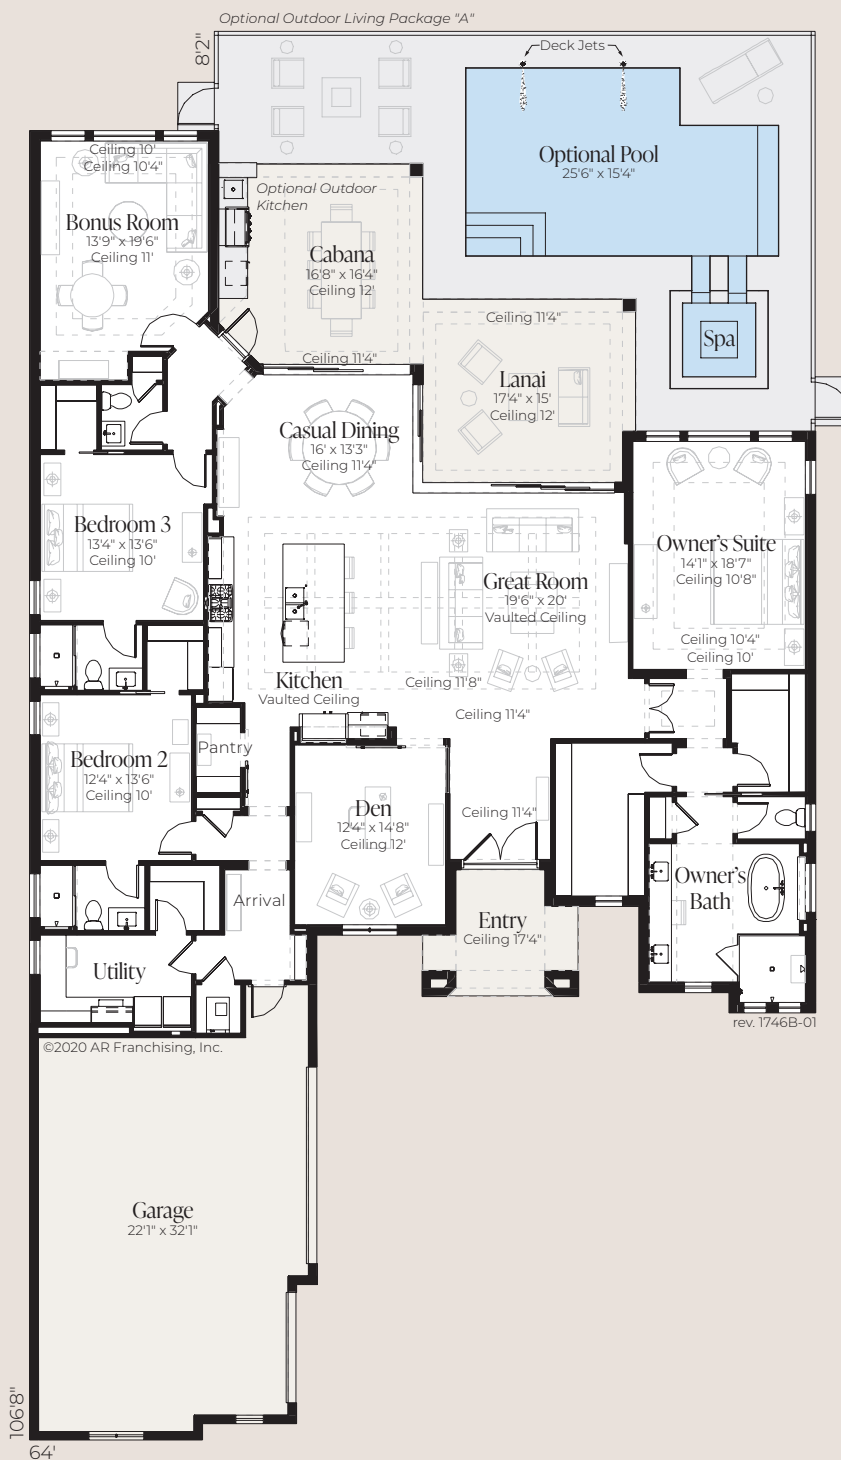 Optional Outdoor Living Package "A"
8'2"
Deck Jets
Optional Pool
25'6" x 15'4"
Ceiling 10'
Ceiling 10'4"
Bonus Room
13'9" x 19'6"
Ceiling 11'
Optional Outdoor
Kitchen
Cabana
16'8" x 16'4"
Ceiling 12'
Ceiling 11'4"
Ceiling 11'4"
Spa
Lanai
17'4" x 15'
Ceiling 12'
Casual Dining
16' x 13'3"
Ceiling 11'4"
Bedroom 3
13'4" x 13'6"
Ceiling 10'
Owner's Suite
14'1" x 18'7"
Ceiling 10'8"
Ceiling 10'4"
Ceiling 10'
Great Room
19'6" x 20'
Vaulted Ceiling
Kitchen
Vaulted Ceiling
Ceiling 11'8"
Ceiling 11'4"
Pantry
Bedroom 2
12'4" x 13'6"
Ceiling 10'
Den
12'4" x 14'8"
Ceiling 12'
Ceiling 11'4"
Owner's
Bath
Arrival
Entry
Ceiling 17'4"
Utility
rev. 1746B-01
©2020 AR Franchising, Inc.
Garage
22'1" x 32'1"
106'8"
64'